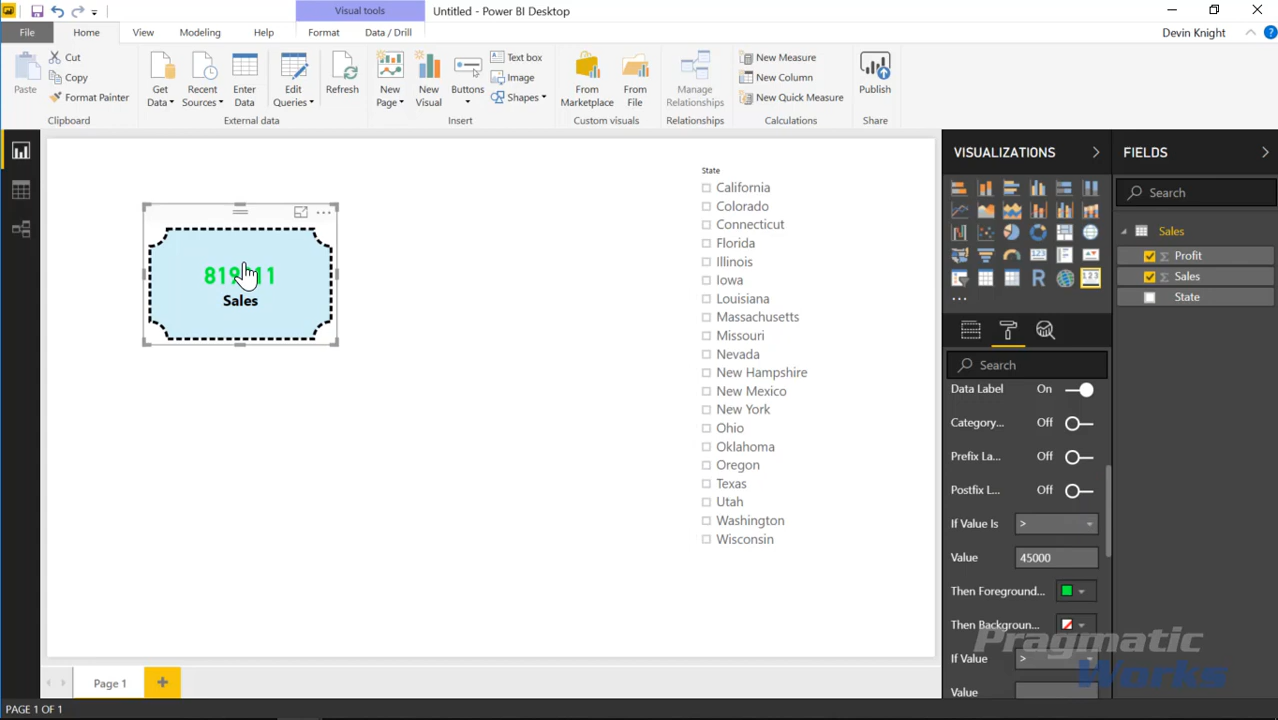 Visual tools
Untitled - Power BI Desktop
File
Home
View
Modeling
Help
Format
Data / Drill
Devin Knight
Paste
Cut
Copy
Format Painter
Clipboard
Get Data
Recent Sources
Enter Data
Edit Queries
Refresh
External data
New Page
New Visual
Buttons
Text box
Image
Shapes
Insert
From Marketplace
From File
Custom visuals
Manage Relationships
Relationships
New Measure
New Column
New Quick Measure
Calculations
Publish
Share
Sales
State
California
Colorado
Connecticut
Florida
Illinois
Iowa
Louisiana
Massachusetts
Missouri
Nevada
New Hampshire
New Mexico
New York
Ohio
Oklahoma
Oregon
Texas
Utah
Washington
Wisconsin
VISUALIZATIONS
R
Search
Data Label On
Category... Off
Prefix La... Off
Postfix L... Off
If Value Is >
Value 45000
Then Foreground...
Then Backgroun...
If Value >
Value
FIELDS
Search
Sales
Σ Profit
Σ Sales
State
Pragmatic
Works
Page 1
PAGE 1 OF 1